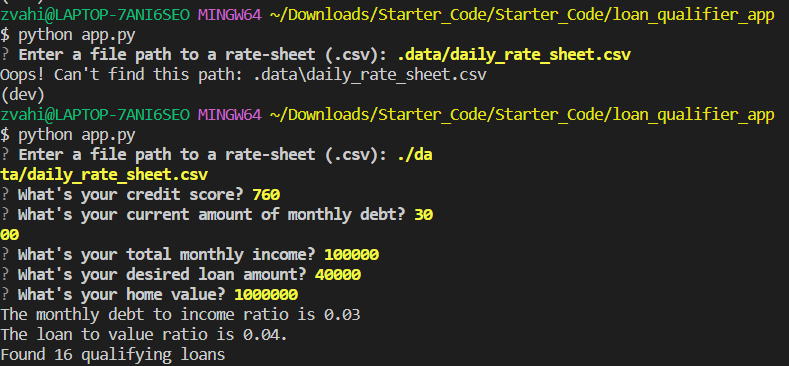 (dev)
zvahi@LAPTOP-7ANI6SEO MINGW64 ~/Downloads/Starter_Code/Starter_Code/loan_qualifier_app
$ python app.py
? Enter a file path to a rate-sheet (.csv): .data/daily_rate_sheet.csv
Oops! Can't find this path: .data\daily_rate_sheet.csv
(dev)
zvahi@LAPTOP-7ANI6SEO MINGW64 ~/Downloads/Starter_Code/Starter_Code/loan_qualifier_app
$ python app.py
? Enter a file path to a rate-sheet (.csv): ./da
ta/daily_rate_sheet.csv
? What's your credit score? 760
? What's your current amount of monthly debt? 30
00
? What's your total monthly income? 100000
? What's your desired loan amount? 40000
? What's your home value? 1000000
The monthly debt to income ratio is 0.03
The loan to value ratio is 0.04.
Found 16 qualifying loans